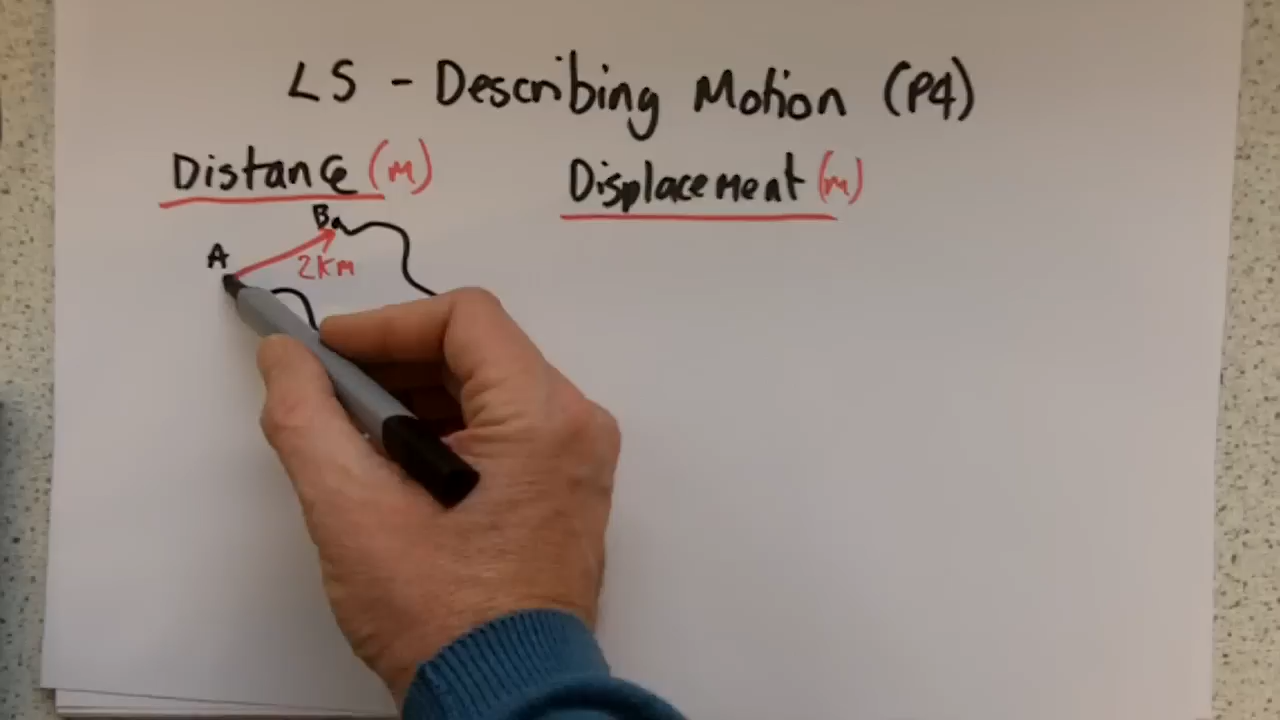 LS - Describing Motion (P4)
Distance (m)
Displacement (m)
B
A
2km